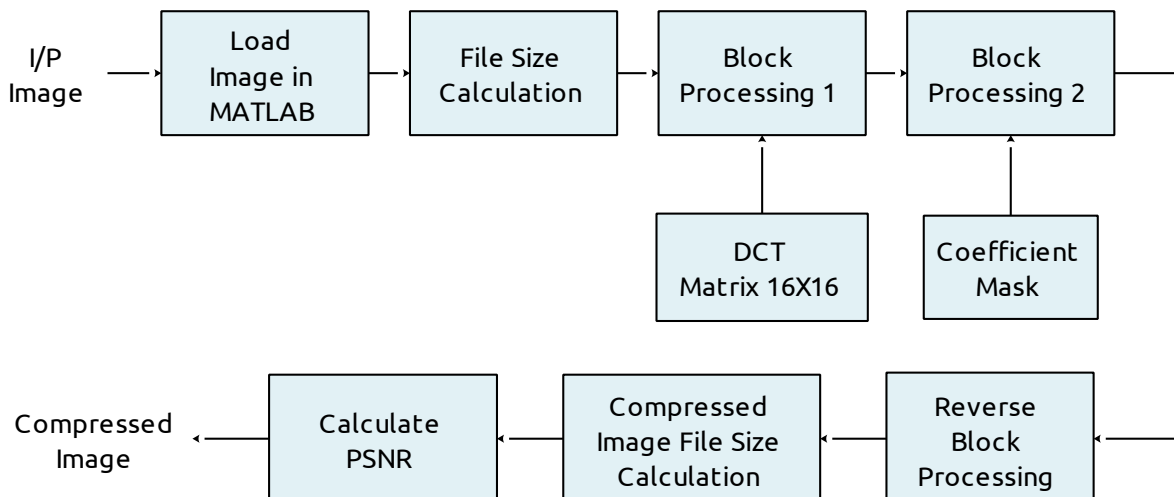 I/P
Image
Load
Image in
MATLAB
File Size
Calculation
Block
Processing 1
Block
Processing 2
DCT
Matrix 16X16
Coefficient
Mask
Compressed
Image
Calculate
PSNR
Compressed
Image File Size
Calculation
Reverse
Block
Processing